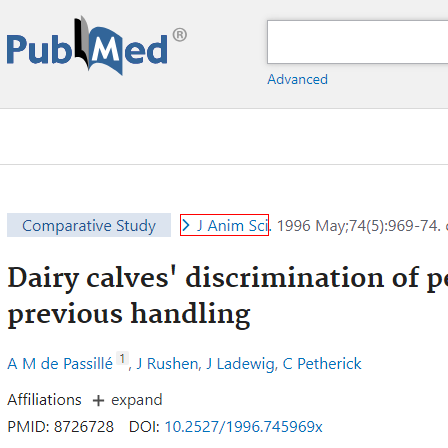 PubMed®
Advanced
Comparative Study > J Anim Sci. 1996 May;74(5):969-74.
Dairy calves' discrimination of
previous handling
A M de Passillé 1, J Rushen, J Ladewig, C Petherick
Affiliations + expand
PMID: 8726728 DOI: 10.2527/1996.745969x